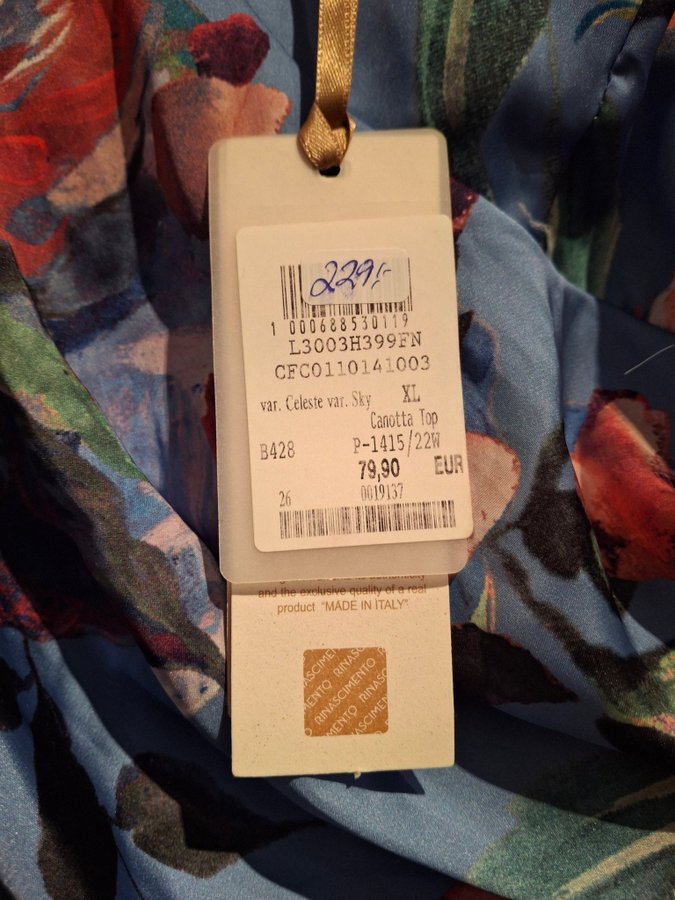 229,-
1 000688530119
L3003H399FN
CFC0110141003
var. Celeste var. Sky XL
Canotta Top
B428 P-1415/22W
79,90 EUR
26 0019137
and the exclusive quality of a real
product "MADE IN ITALY".
RINASCIMENTO
RINASCIMENTO